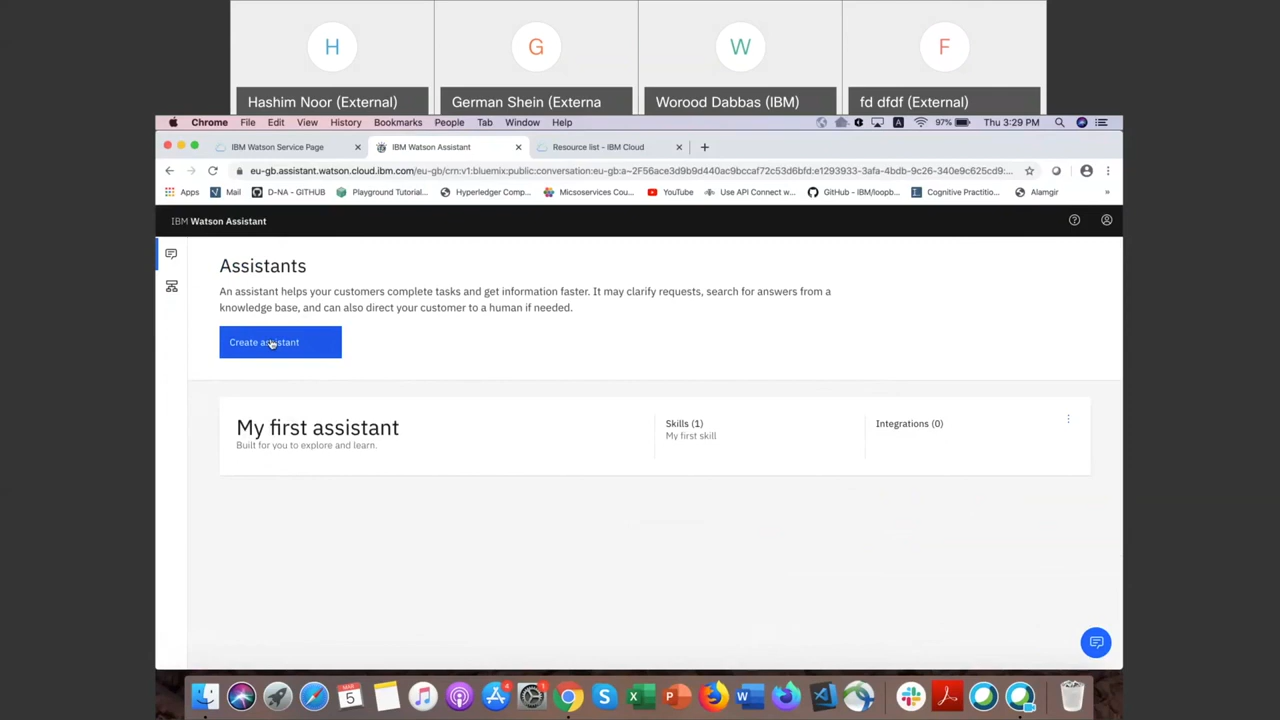 H
G
W
F
Hashim Noor (External)
German Shein (Externa
Worood Dabbas (IBM)
fd dfdf (External)
Chrome File Edit View History Bookmarks People Tab Window Help
A 97% Thu 3:29 PM
IBM Watson Service Page
IBM Watson Assistant
Resource list - IBM Cloud
eu-gb.assistant.watson.cloud.ibm.com/eu-gb/crn:v1:bluemix:public:conversation:eu-gb:a~2F56ace3d9b9d440ac9bccaf72c53d6bfd:e1293933-3afa-4bdb-9c26-340e9c625cd9:...
Apps Mail D-NA - GITHUB Playground Tutorial... Hyperledger Comp... Miczoservices Cou... YouTube Use API Connect w... GitHub - IBM/loopb... Cognitive Practitio... Alamgir »
IBM Watson Assistant
Assistants
An assistant helps your customers complete tasks and get information faster. It may clarify requests, search for answers from a
knowledge base, and can also direct your customer to a human if needed.
Create assistant
My first assistant
Built for you to explore and learn.
Skills (1)
My first skill
Integrations (0)
MAR
5
4
1
S
X
P
W